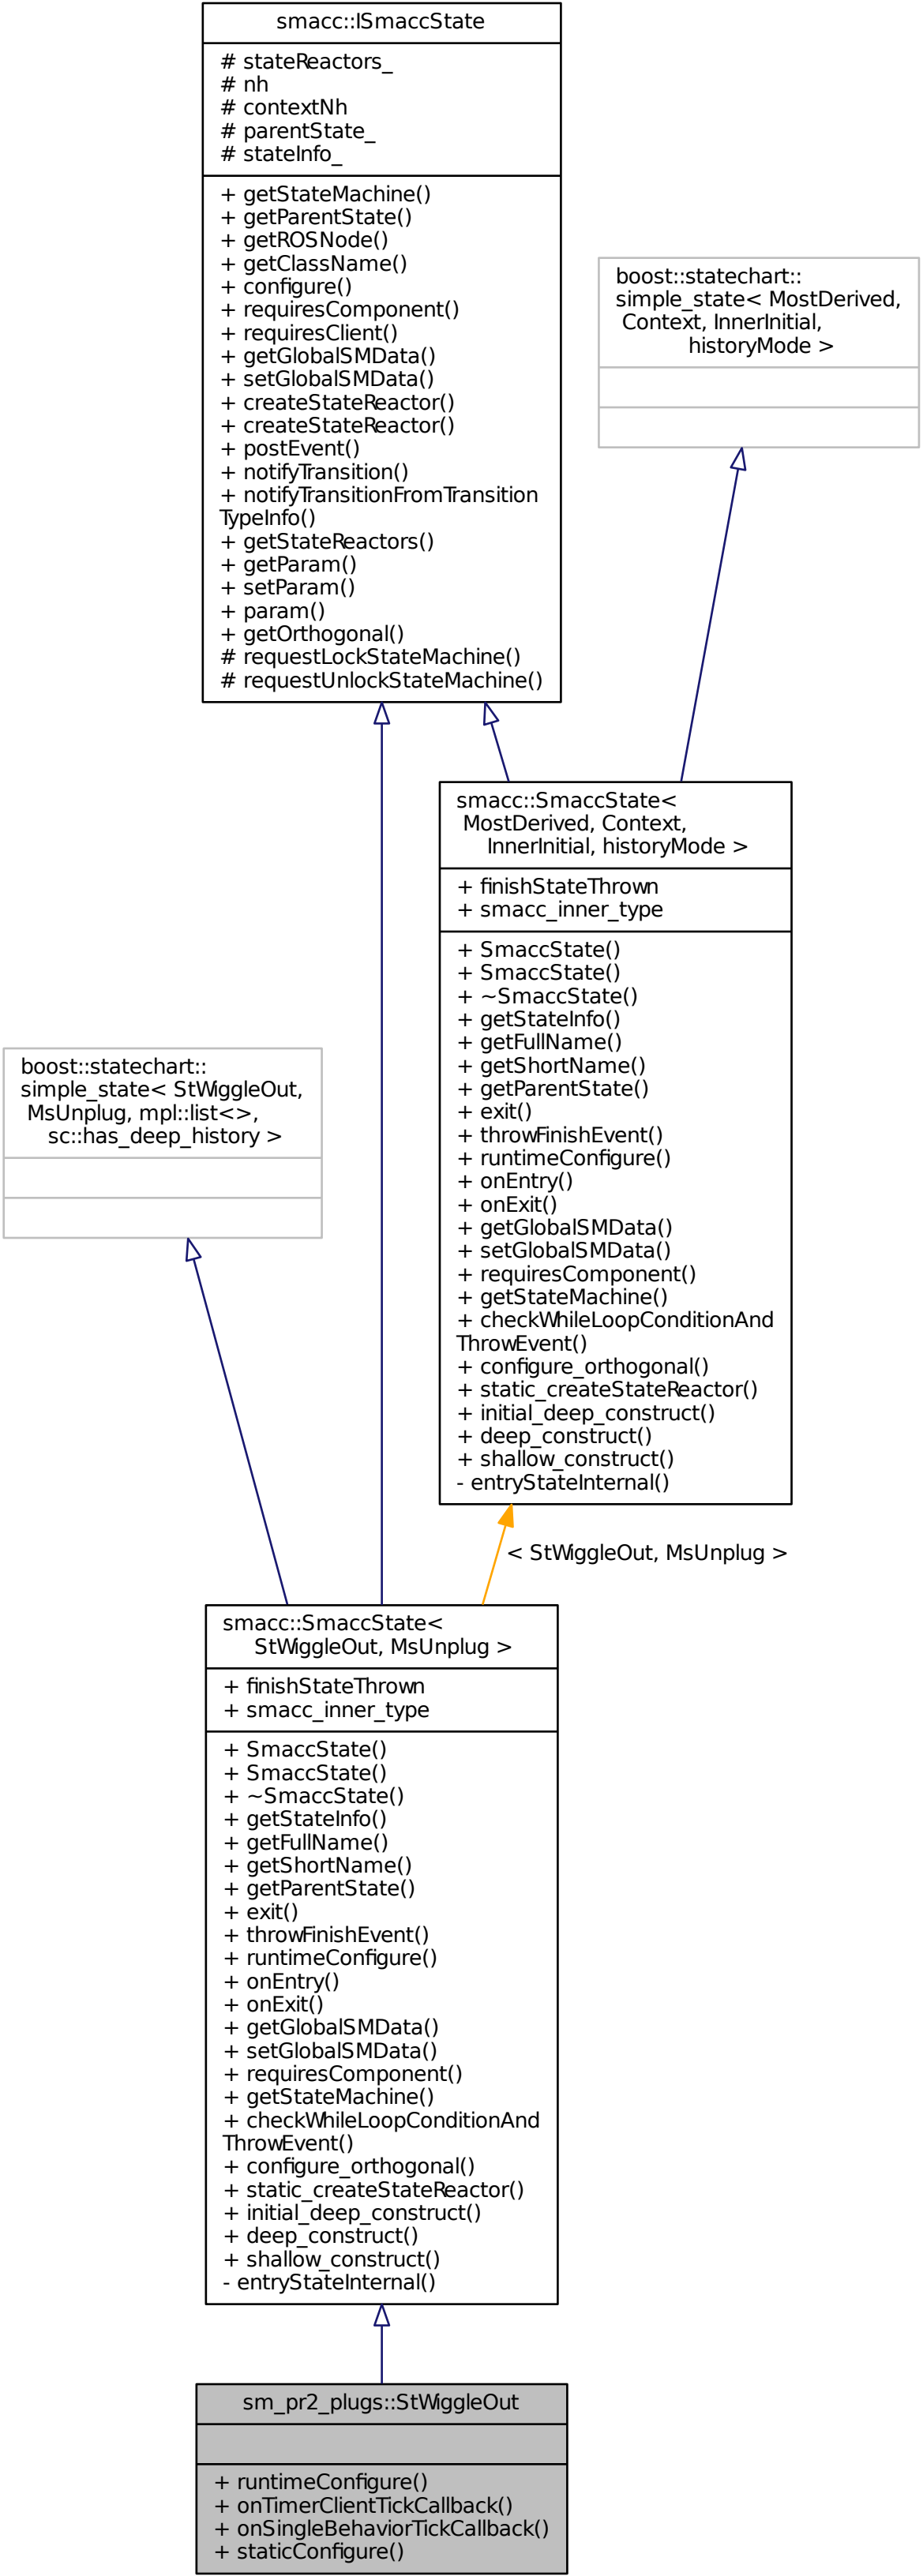 smacc::ISmaccState
# stateReactors_
# nh
# contextNh
# parentState_
# stateInfo_
+ getStateMachine()
+ getParentState()
+ getROSNode()
+ getClassName()
+ configure()
+ requiresComponent()
+ requiresClient()
+ getGlobalSMData()
+ setGlobalSMData()
+ createStateReactor()
+ createStateReactor()
+ postEvent()
+ notifyTransition()
+ notifyTransitionFromTransition
TypeInfo()
+ getStateReactors()
+ getParam()
+ setParam()
+ param()
+ getOrthogonal()
# requestLockStateMachine()
# requestUnlockStateMachine()
boost::statechart::
simple_state< MostDerived,
Context, InnerInitial,
historyMode >
smacc::SmaccState<
MostDerived, Context,
InnerInitial, historyMode >
+ finishStateThrown
+ smacc_inner_type
+ SmaccState()
+ SmaccState()
+ ~SmaccState()
+ getStateInfo()
+ getFullName()
+ getShortName()
+ getParentState()
+ exit()
+ throwFinishEvent()
+ runtimeConfigure()
+ onEntry()
+ onExit()
+ getGlobalSMData()
+ setGlobalSMData()
+ requiresComponent()
+ getStateMachine()
+ checkWhileLoopConditionAnd
ThrowEvent()
+ configure_orthogonal()
+ static_createStateReactor()
+ initial_deep_construct()
+ deep_construct()
+ shallow_construct()
- entryStateInternal()
boost::statechart::
simple_state< StWiggleOut,
MsUnplug, mpl::list<>,
sc::has_deep_history >
< StWiggleOut, MsUnplug >
smacc::SmaccState<
StWiggleOut, MsUnplug >
+ finishStateThrown
+ smacc_inner_type
+ SmaccState()
+ SmaccState()
+ ~SmaccState()
+ getStateInfo()
+ getFullName()
+ getShortName()
+ getParentState()
+ exit()
+ throwFinishEvent()
+ runtimeConfigure()
+ onEntry()
+ onExit()
+ getGlobalSMData()
+ setGlobalSMData()
+ requiresComponent()
+ getStateMachine()
+ checkWhileLoopConditionAnd
ThrowEvent()
+ configure_orthogonal()
+ static_createStateReactor()
+ initial_deep_construct()
+ deep_construct()
+ shallow_construct()
- entryStateInternal()
sm_pr2_plugs::StWiggleOut
+ runtimeConfigure()
+ onTimerClientTickCallback()
+ onSingleBehaviorTickCallback()
+ staticConfigure()